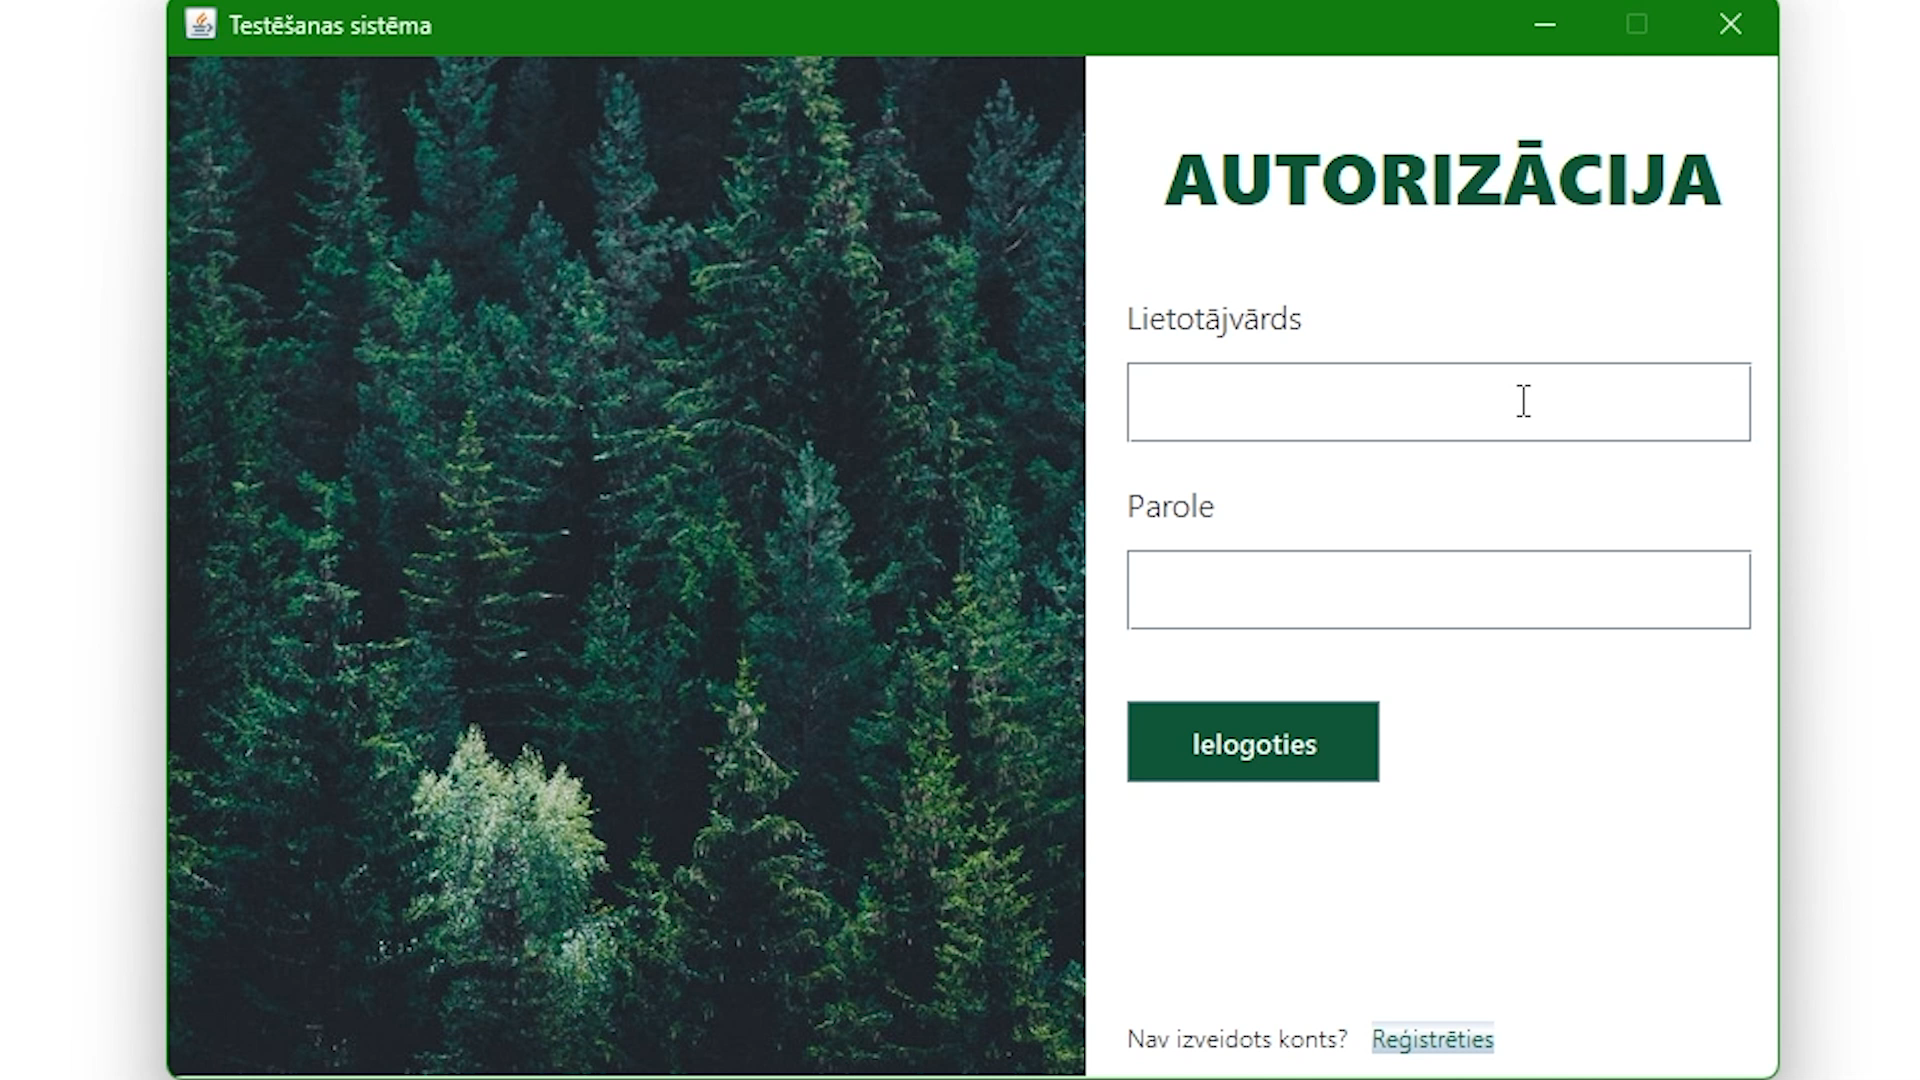 Testēšanas sistēma
AUTORIZĀCIJA
Lietotājvārds
Parole
Ielogoties
Nav izveidots konts? Reģistrēties